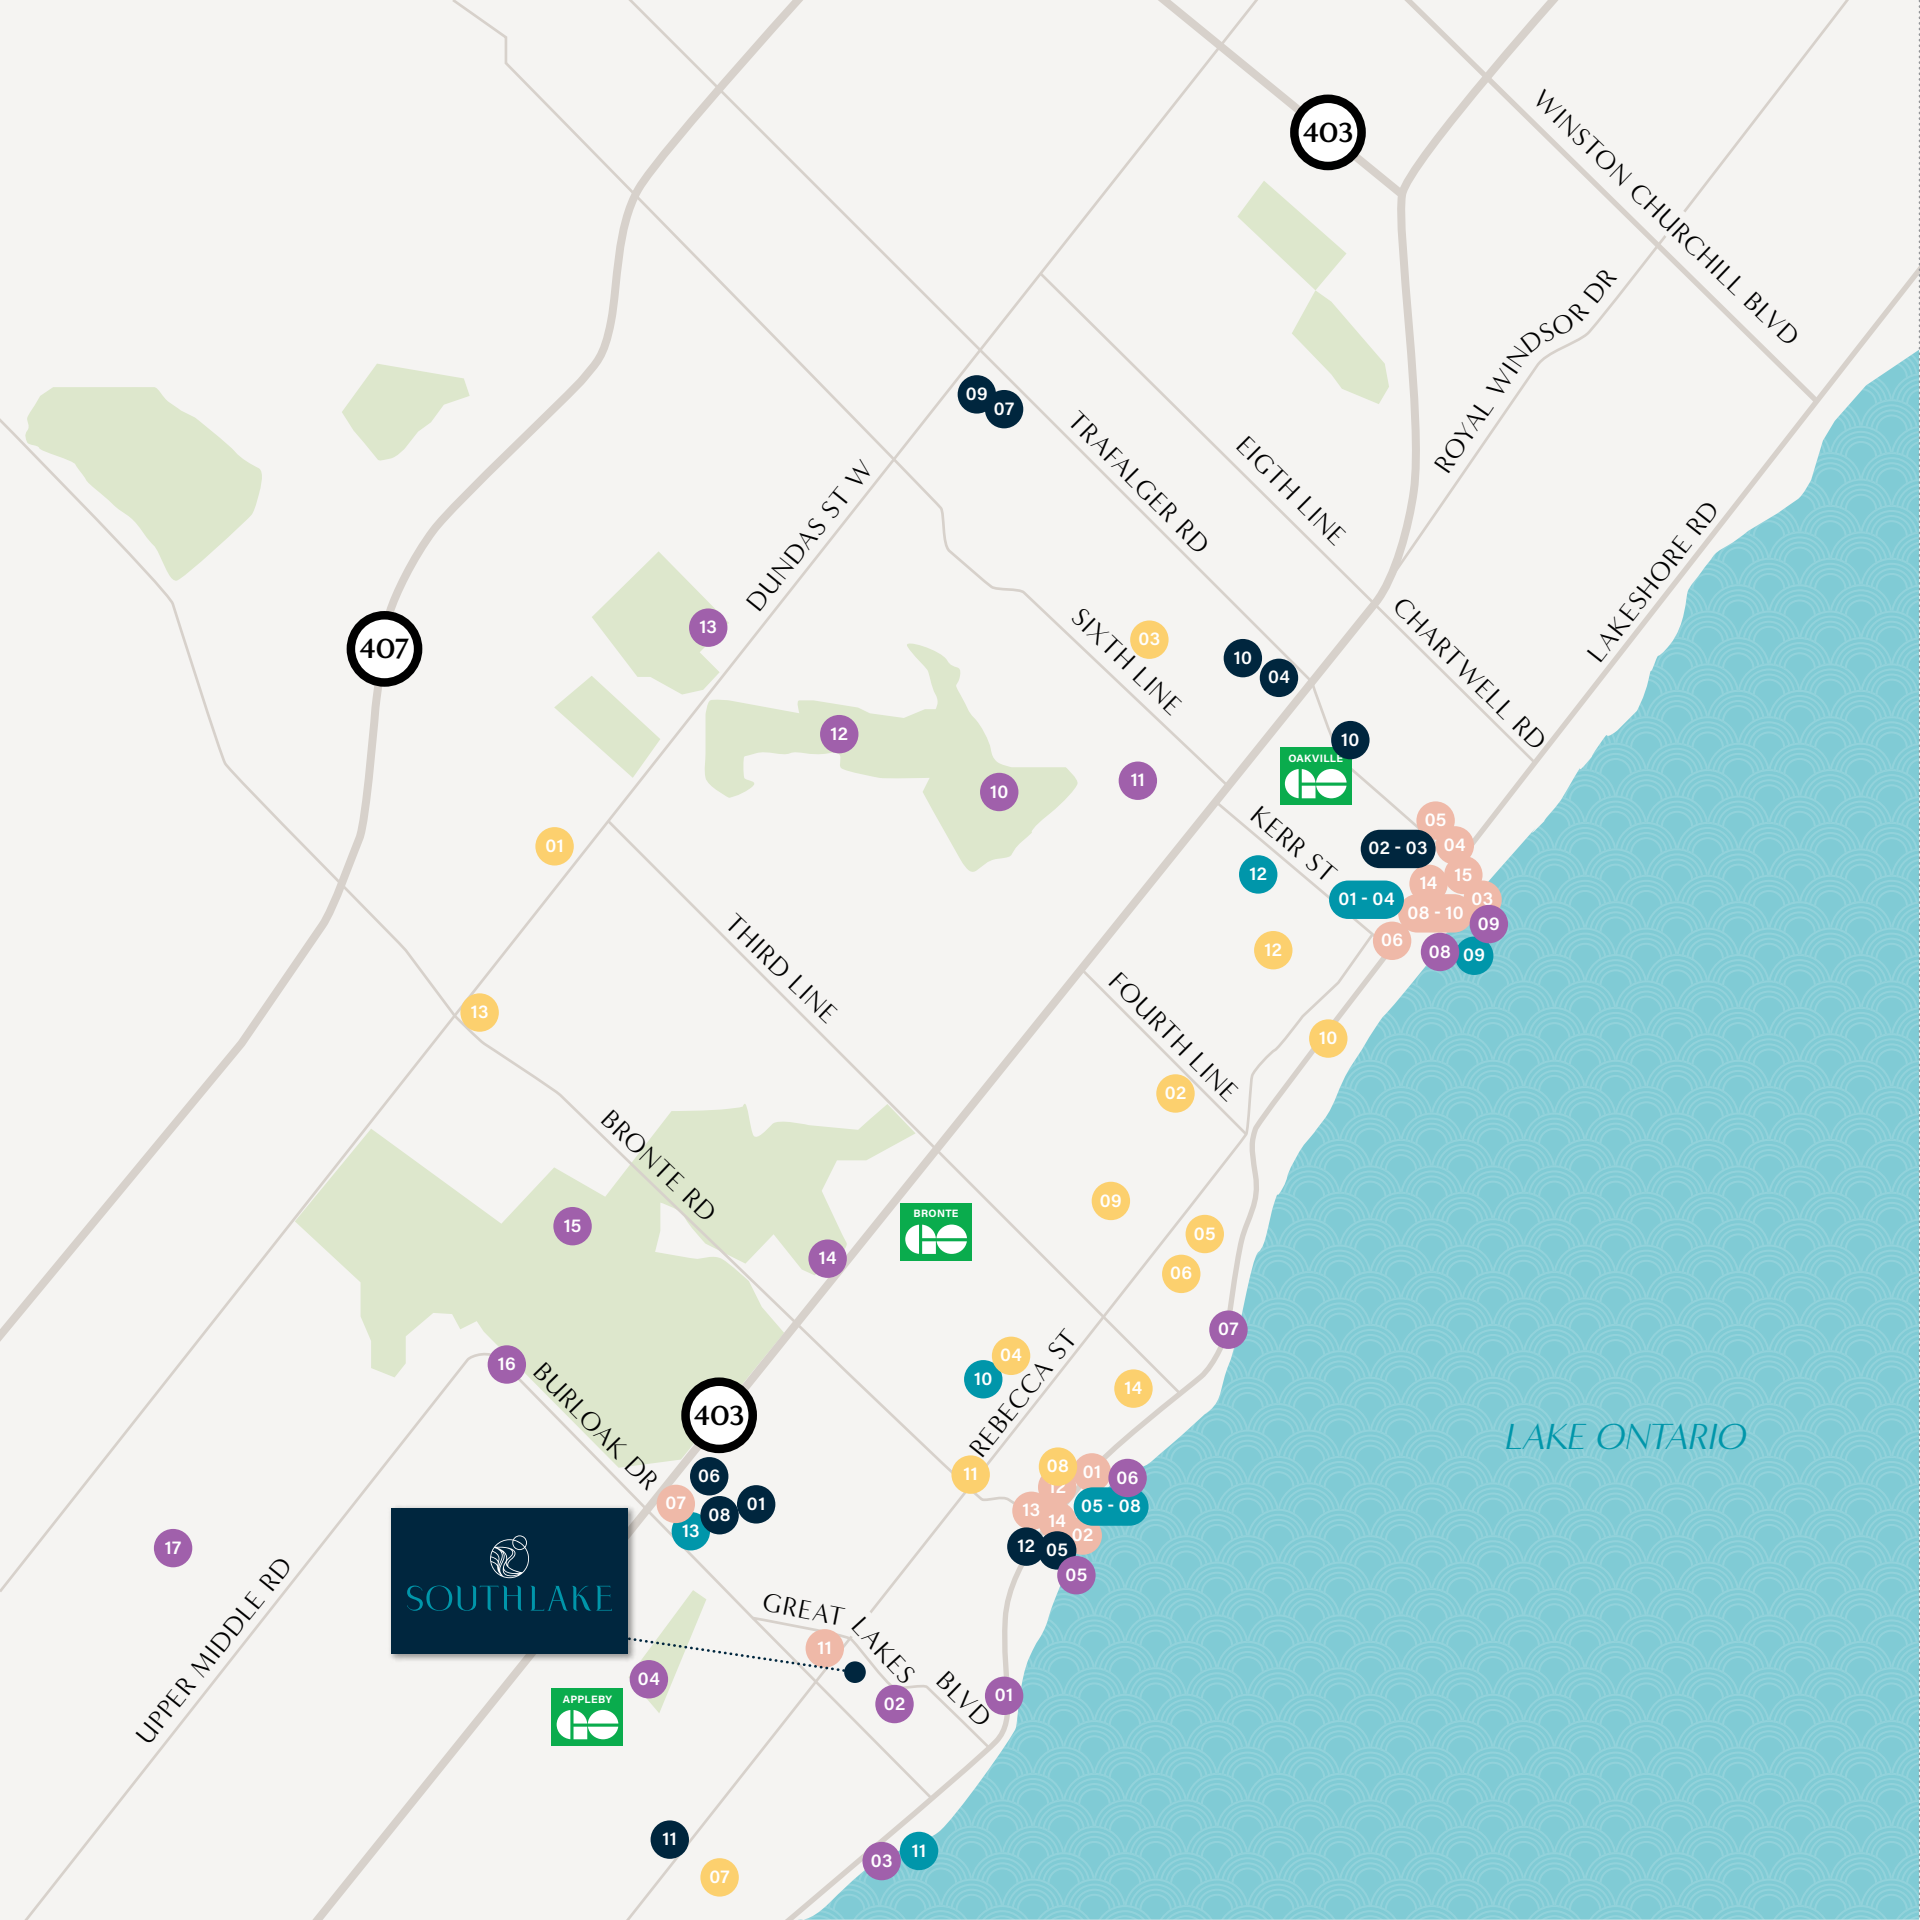 403
WINSTON CHURCHILL BLVD
ROYAL WINDSOR DR
09
07
TRAFALGER RD
EIGTH LINE
DUNDAS ST W
LAKESHORE RD
407
13
SIXTH LINE
03
10
04
CHARTWELL RD
12
10
11
10
OAKVILLE
GO
01
KERR ST
05
02 - 03
04
12
14
15
01 - 04
03
08 - 10
09
06
08
09
12
THIRD LINE
FOURTH LINE
13
10
02
BRONTE RD
09
15
BRONTE
GO
05
14
06
07
16
BURLOAK DR
04
10
REBECCA ST
14
403
LAKE ONTARIO
06
11
08
01
06
12
07
08
01
13
05 - 08
14
13
02
12
05
17
05
SOUTHLAKE
UPPER MIDDLE RD
GREAT LAKES BLVD
11
04
02
01
APPLEBY
GO
11
07
03
11